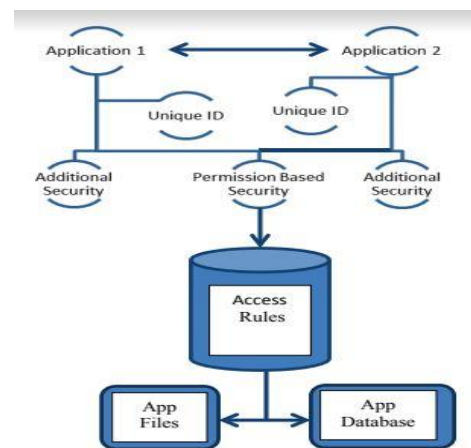 Application 1
Application 2
Unique ID
Unique ID
Additional
Security
Permission Based
Security
Additional
Security
Access
Rules
App
Files
App
Database